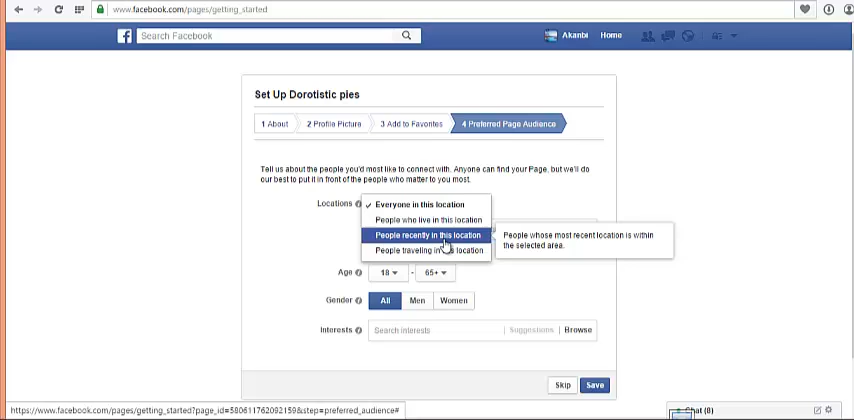 www.facebook.com/pages/getting_started
f
Search Facebook
Akanbi
Home
Set Up Dorotistic pies
1 About
2 Profile Picture
3 Add to Favorites
4 Preferred Page Audience
Tell us about the people you'd most like to connect with. Anyone can find your Page, but we'll do
our best to put it in front of the people who matter to you most.
Locations
Everyone in this location
People who live in this location
People recently in this location
People traveling in this location
People whose most recent location is within
the selected area.
Age
18
-
65+
Gender
All
Men
Women
Interests
Search interests
Suggestions
Browse
Skip
Save
https://www.facebook.com/pages/getting_started?page_id=580611762092159&step=preferred_audience#
Chat (0)